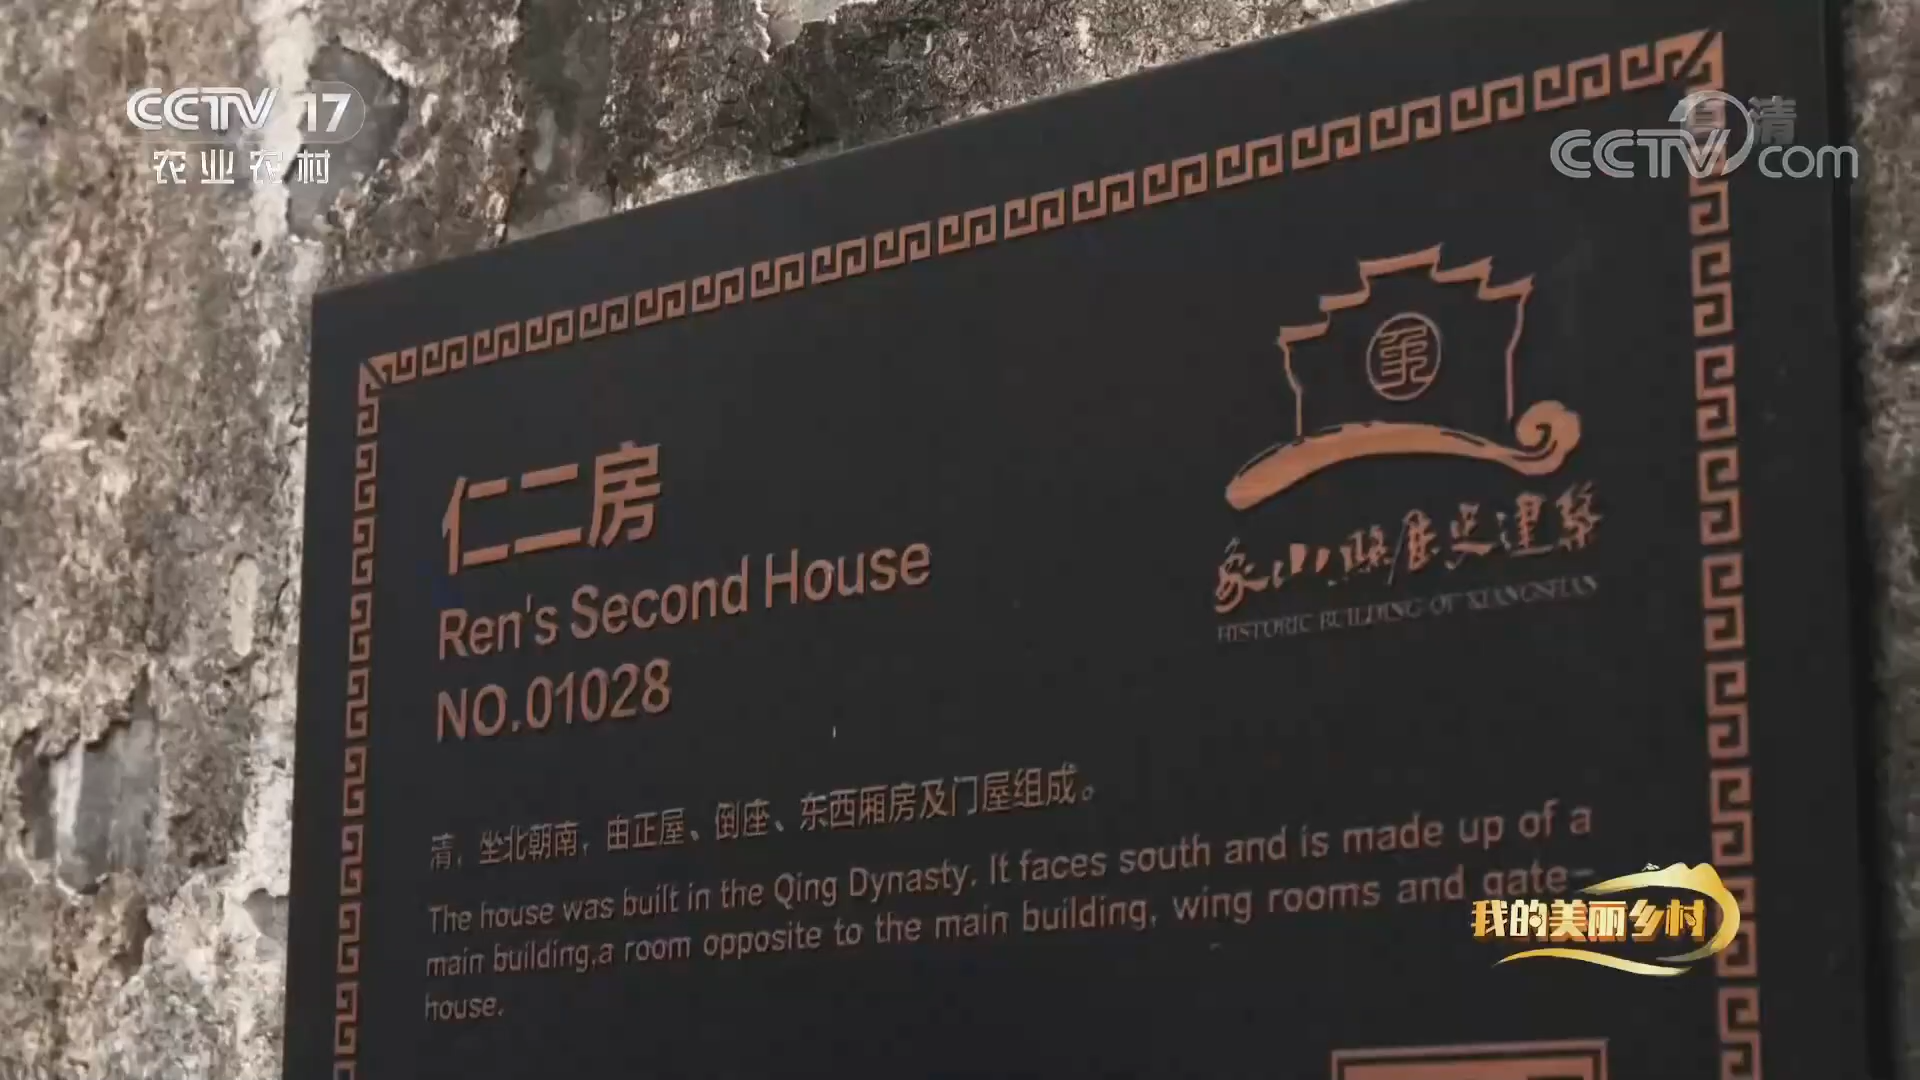 CCTV 17
农业农村
高清
CCTV.com
象
象山县历史建筑
HISTORIC BUILDING OF XIANGSHAN
仁二房
Ren's Second House
NO.01028
清，坐北朝南，由正屋、倒座、东西厢房及门屋组成。
The house was built in the Qing Dynasty. It faces south and is made up of a
main building,a room opposite to the main building, wing rooms and gate-
house.
我的美丽乡村